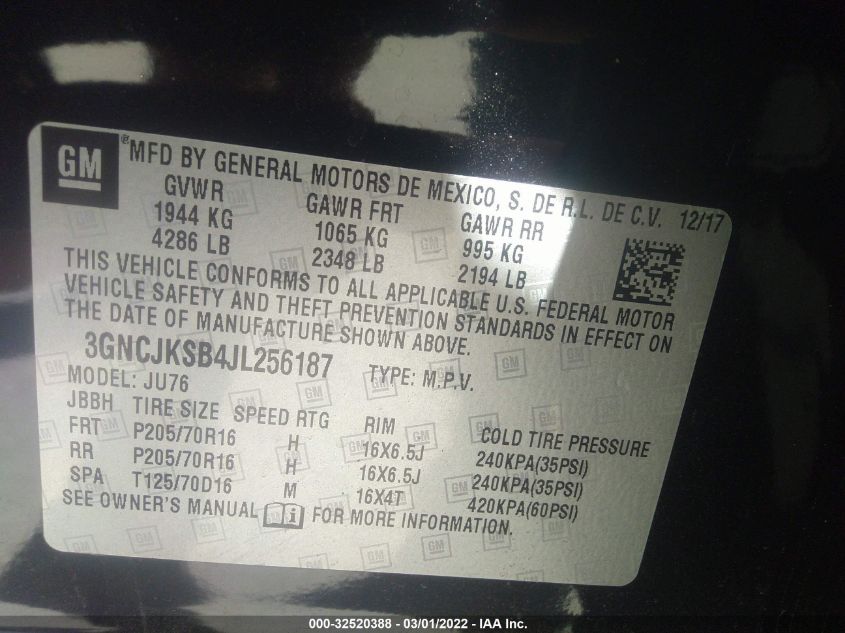 GM ® MFD BY GENERAL MOTORS DE MEXICO, S. DE R.L. DE C.V. 12/17
GVWR GAWR FRT GAWR RR
1944 KG 1065 KG 995 KG
4286 LB 2348 LB 2194 LB
THIS VEHICLE CONFORMS TO ALL APPLICABLE U.S. FEDERAL MOTOR
VEHICLE SAFETY AND THEFT PREVENTION STANDARDS IN EFFECT ON
THE DATE OF MANUFACTURE SHOWN ABOVE.
3GNCJKSB4JL256187 TYPE: M.P.V.
MODEL: JU76
JBBH TIRE SIZE SPEED RTG RIM COLD TIRE PRESSURE
FRT P205/70R16 H 16X6.5J 240KPA(35PSI)
RR P205/70R16 H 16X6.5J 240KPA(35PSI)
SPA T125/70D16 M 16X4T 420KPA(60PSI)
SEE OWNER'S MANUAL i FOR MORE INFORMATION.
000-32520388 - 03/01/2022 - IAA Inc.